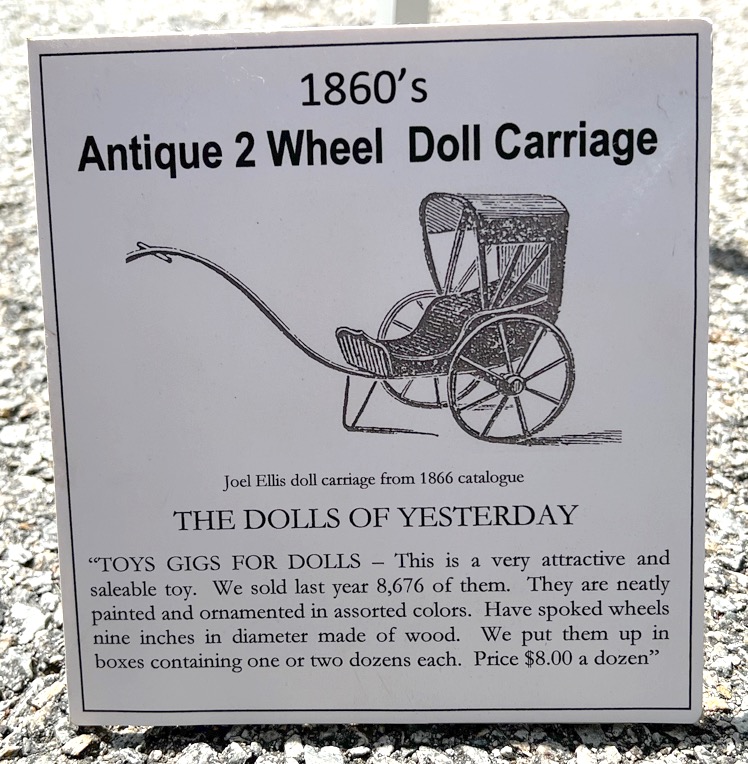 1860's
Antique 2 Wheel Doll Carriage
Joel Ellis doll carriage from 1866 catalogue
THE DOLLS OF YESTERDAY
“TOYS GIGS FOR DOLLS – This is a very attractive and
saleable toy. We sold last year 8,676 of them. They are neatly
painted and ornamented in assorted colors. Have spoked wheels
nine inches in diameter made of wood. We put them up in
boxes containing one or two dozens each. Price $8.00 a dozen”